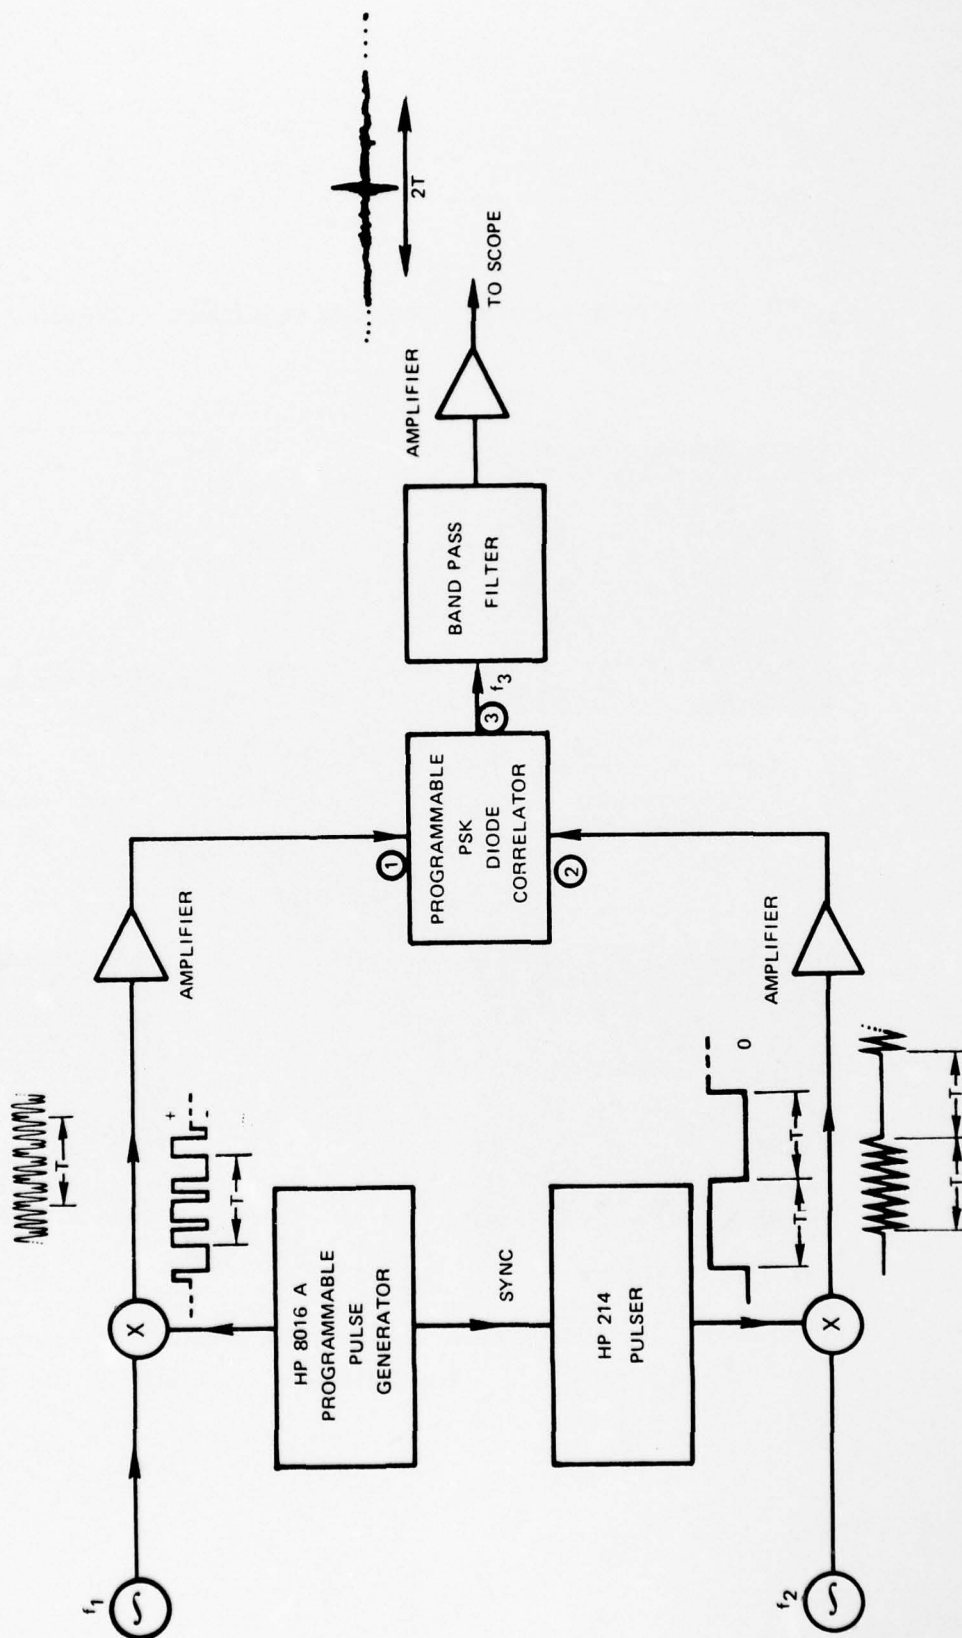 f1
X
T
AMPLIFIER
+
T
HP 8016 A
PROGRAMMABLE
PULSE
GENERATOR
SYNC
HP 214
PULSER
T
T
0
f2
X
T
T
AMPLIFIER
1
PROGRAMMABLE
PSK
DIODE
CORRELATOR
2
3
f3
BAND PASS
FILTER
AMPLIFIER
TO SCOPE
2T